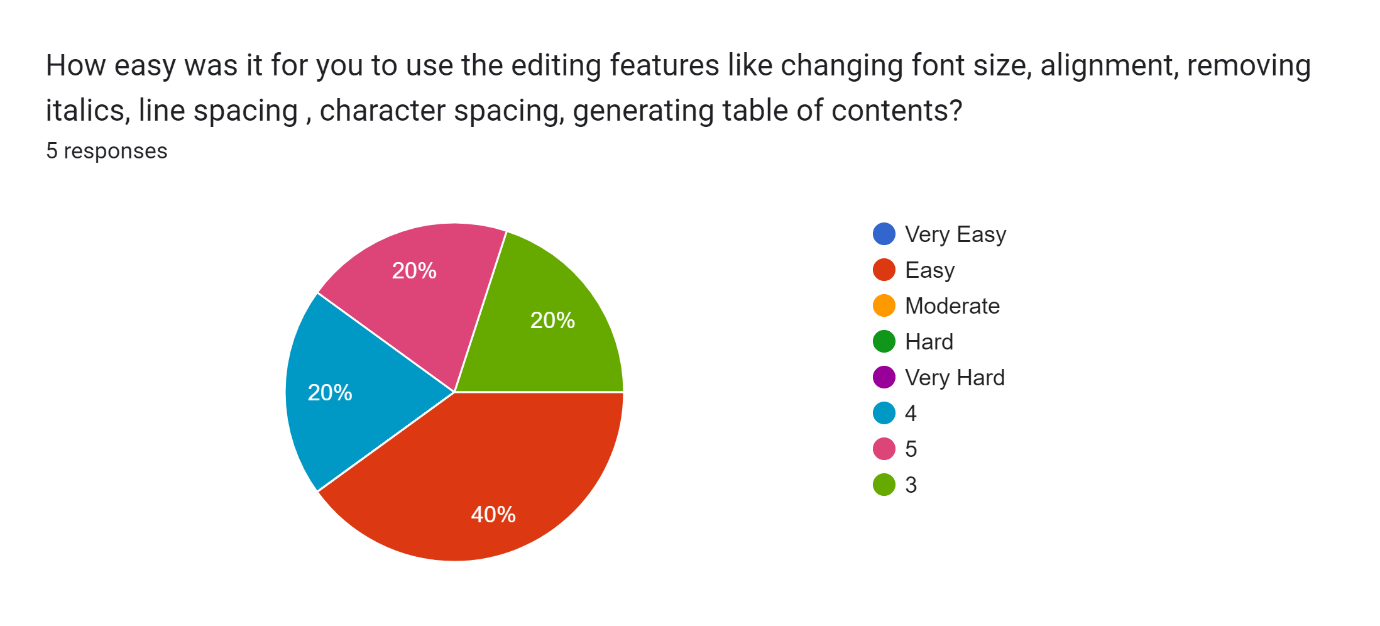 How easy was it for you to use the editing features like changing font size, alignment, removing
italics, line spacing , character spacing, generating table of contents?
5 responses
20%
20%
20%
40%
Very Easy
Easy
Moderate
Hard
Very Hard
4
5
3